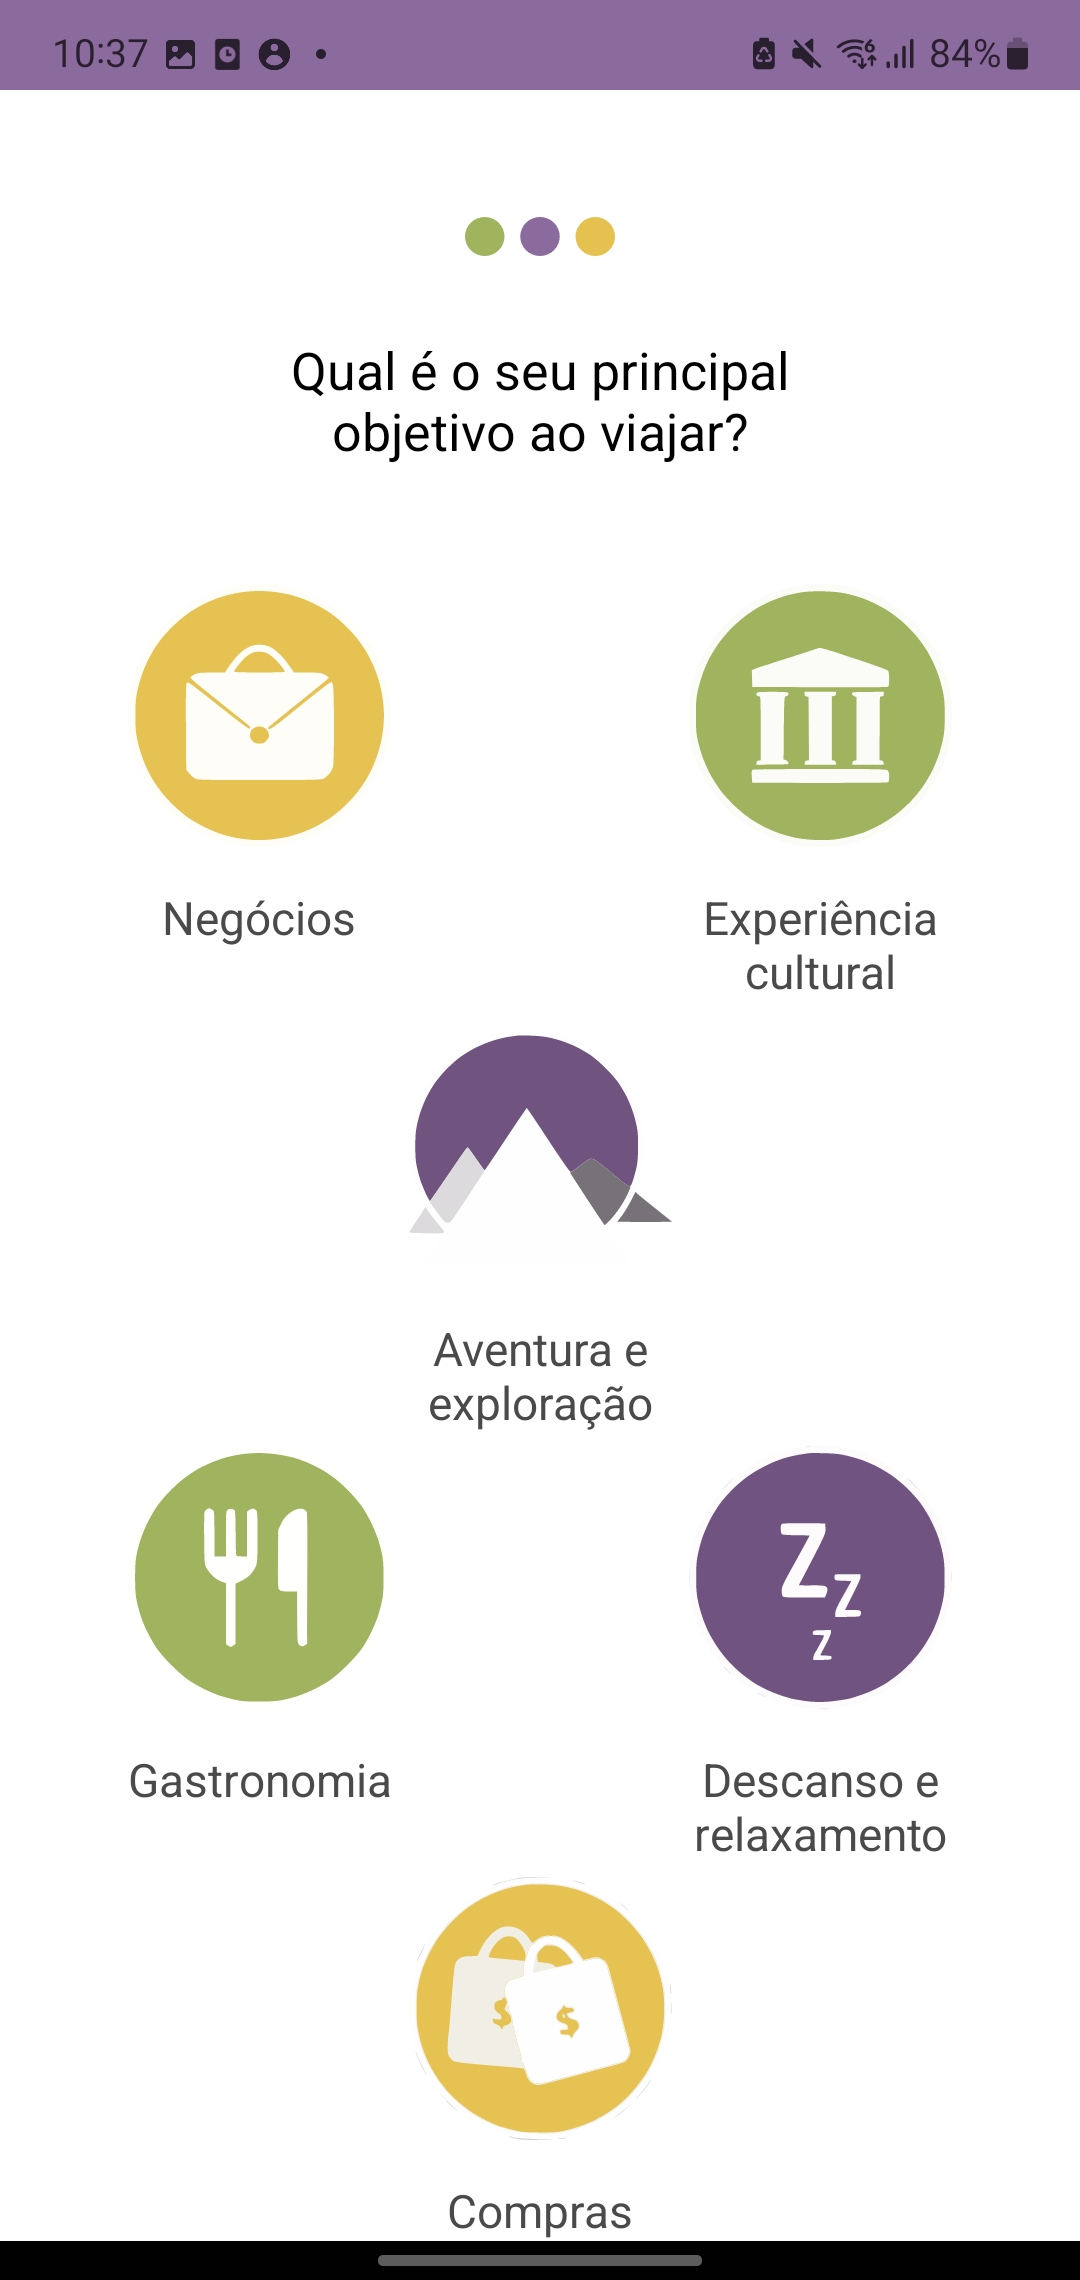 10:37
84%
Qual é o seu principal
objetivo ao viajar?
Negócios
Experiência
cultural
Aventura e
exploração
Gastronomia
Z
z
z
Descanso e
relaxamento
$ $
Compras